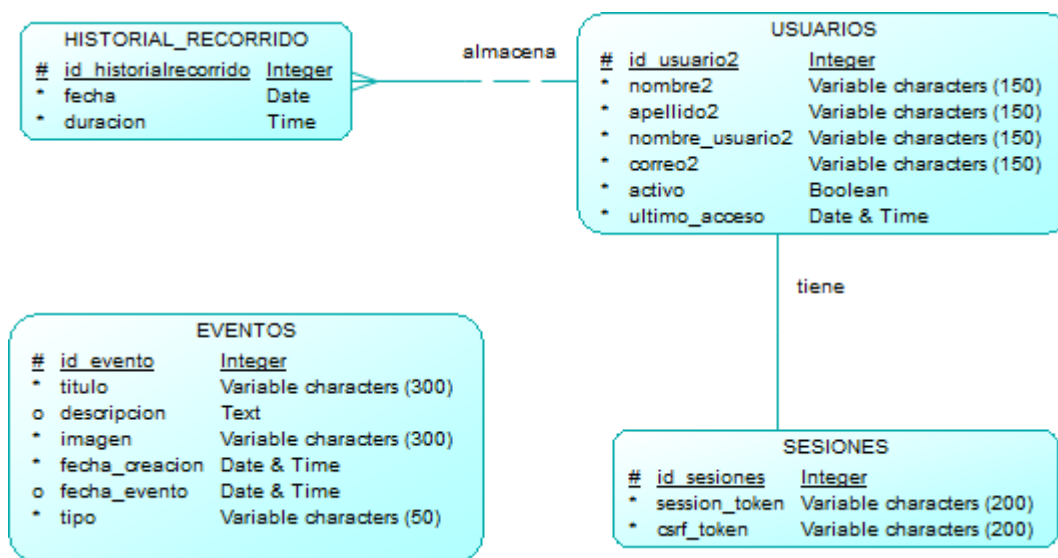 HISTORIAL_RECORRIDO
# id_historialrecorrido Integer
* fecha Date
* duracion Time
almacena
USUARIOS
# id_usuario2 Integer
* nombre2 Variable characters (150)
* apellido2 Variable characters (150)
* nombre_usuario2 Variable characters (150)
* correo2 Variable characters (150)
* activo Boolean
* ultimo_acceso Date & Time
tiene
EVENTOS
# id_evento Integer
* titulo Variable characters (300)
o descripcion Text
* imagen Variable characters (300)
* fecha_creacion Date & Time
o fecha_evento Date & Time
* tipo Variable characters (50)
SESIONES
# id_sesiones Integer
* session_token Variable characters (200)
* csrf_token Variable characters (200)